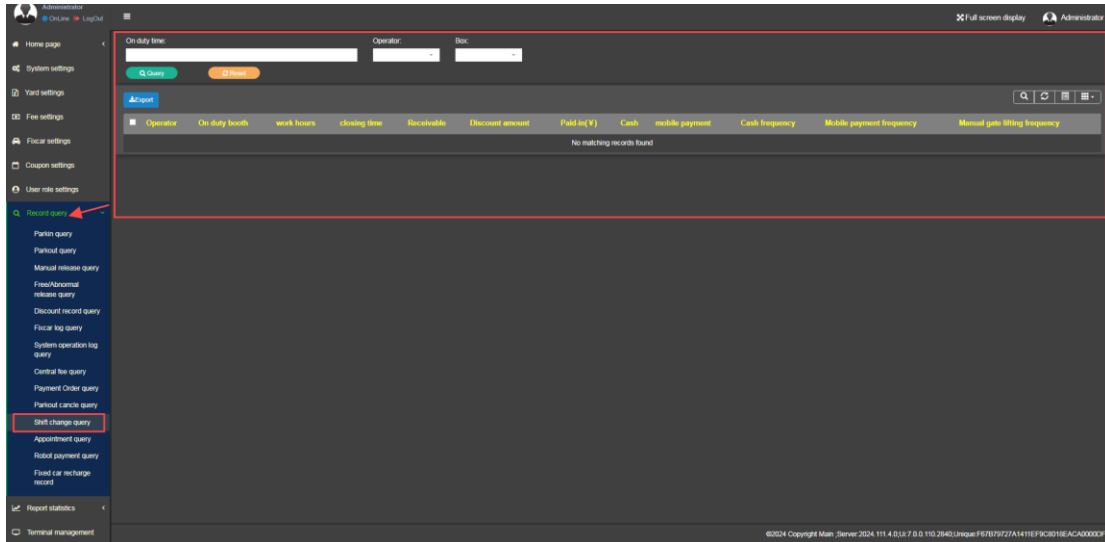 Administrator
OnLine LogOut
Full screen display
Administrator
Home page
System settings
Yard settings
Fee settings
Fixcar settings
Coupon settings
User role settings
Record query
Parkin query
Parkout query
Manual release query
Free/Abnormal
release query
Discount record query
Fixcar log query
System operation log
query
Central fee query
Payment Order query
Parkout cancle query
Shift change query
Appointment query
Robot payment query
Fixed car recharge
record
Report statistics
Terminal management
On duty time: Operator: Box:
Query Reset
Export
Operator On duty booth work hours closing time Receivable Discount amount Paid-in(¥) Cash mobile payment Cash frequency Mobile payment frequency Manual gate lifting frequency
No matching records found
©2024 Copyright Main ;Server:2024.111.4.0;UI:7.0.0.110.2640;Unique:F67B79727A1411EF9C8018EACA0000DF